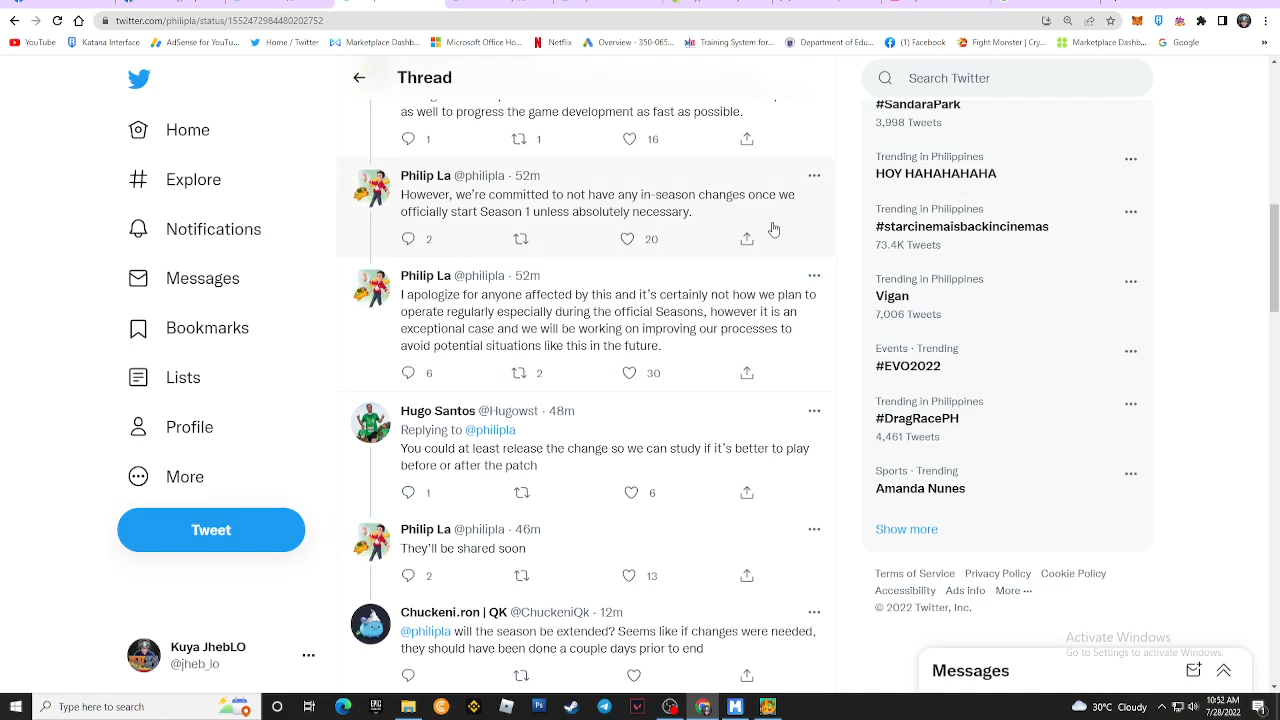 twitter.com/philipla/status/1552472984480202752
YouTube
Katana Interface
AdSense for YouTu...
Home / Twitter
Marketplace Dashb...
Microsoft Office Ho...
Netflix
Overview - 350-065...
Training System for...
Department of Edu...
(1) Facebook
Fight Monster | Cry...
Marketplace Dashb...
Google
Home
Explore
Notifications
Messages
Bookmarks
Lists
Profile
More
Tweet
Kuya JhebLO
@jheb_lo
Thread
as well to progress the game development as fast as possible.
1 1 16
Philip La @philipla · 52m
However, we're committed to not have any in-season changes once we
officially start Season 1 unless absolutely necessary.
2 20
Philip La @philipla · 52m
I apologize for anyone affected by this and it's certainly not how we plan to
operate regularly especially during the official Seasons, however it is an
exceptional case and we will be working on improving our processes to
avoid potential situations like this in the future.
6 2 30
Hugo Santos @Hugowst · 48m
Replying to @philipla
You could at least release the change so we can study if it's better to play
before or after the patch
1 6
Philip La @philipla · 46m
They'll be shared soon
2 13
Chuckeni.ron | QK @ChuckeniQk · 12m
@philipla will the season be extended? Seems like if changes were needed,
they should have been done a couple days prior to end
Search Twitter
#SandaraPark
3,998 Tweets
Trending in Philippines
HOY HAHAHAHAHA
Trending in Philippines
#starcinemaisbackincinemas
73.4K Tweets
Trending in Philippines
Vigan
7,006 Tweets
Events · Trending
#EVO2022
Trending in Philippines
#DragRacePH
4,461 Tweets
Sports · Trending
Amanda Nunes
Show more
Terms of Service Privacy Policy Cookie Policy
Accessibility Ads info More ···
© 2022 Twitter, Inc.
Activate Windows
Go to Settings to activate Windows.
Messages
Type here to search
30°C Cloudy
10:52 AM
7/28/2022